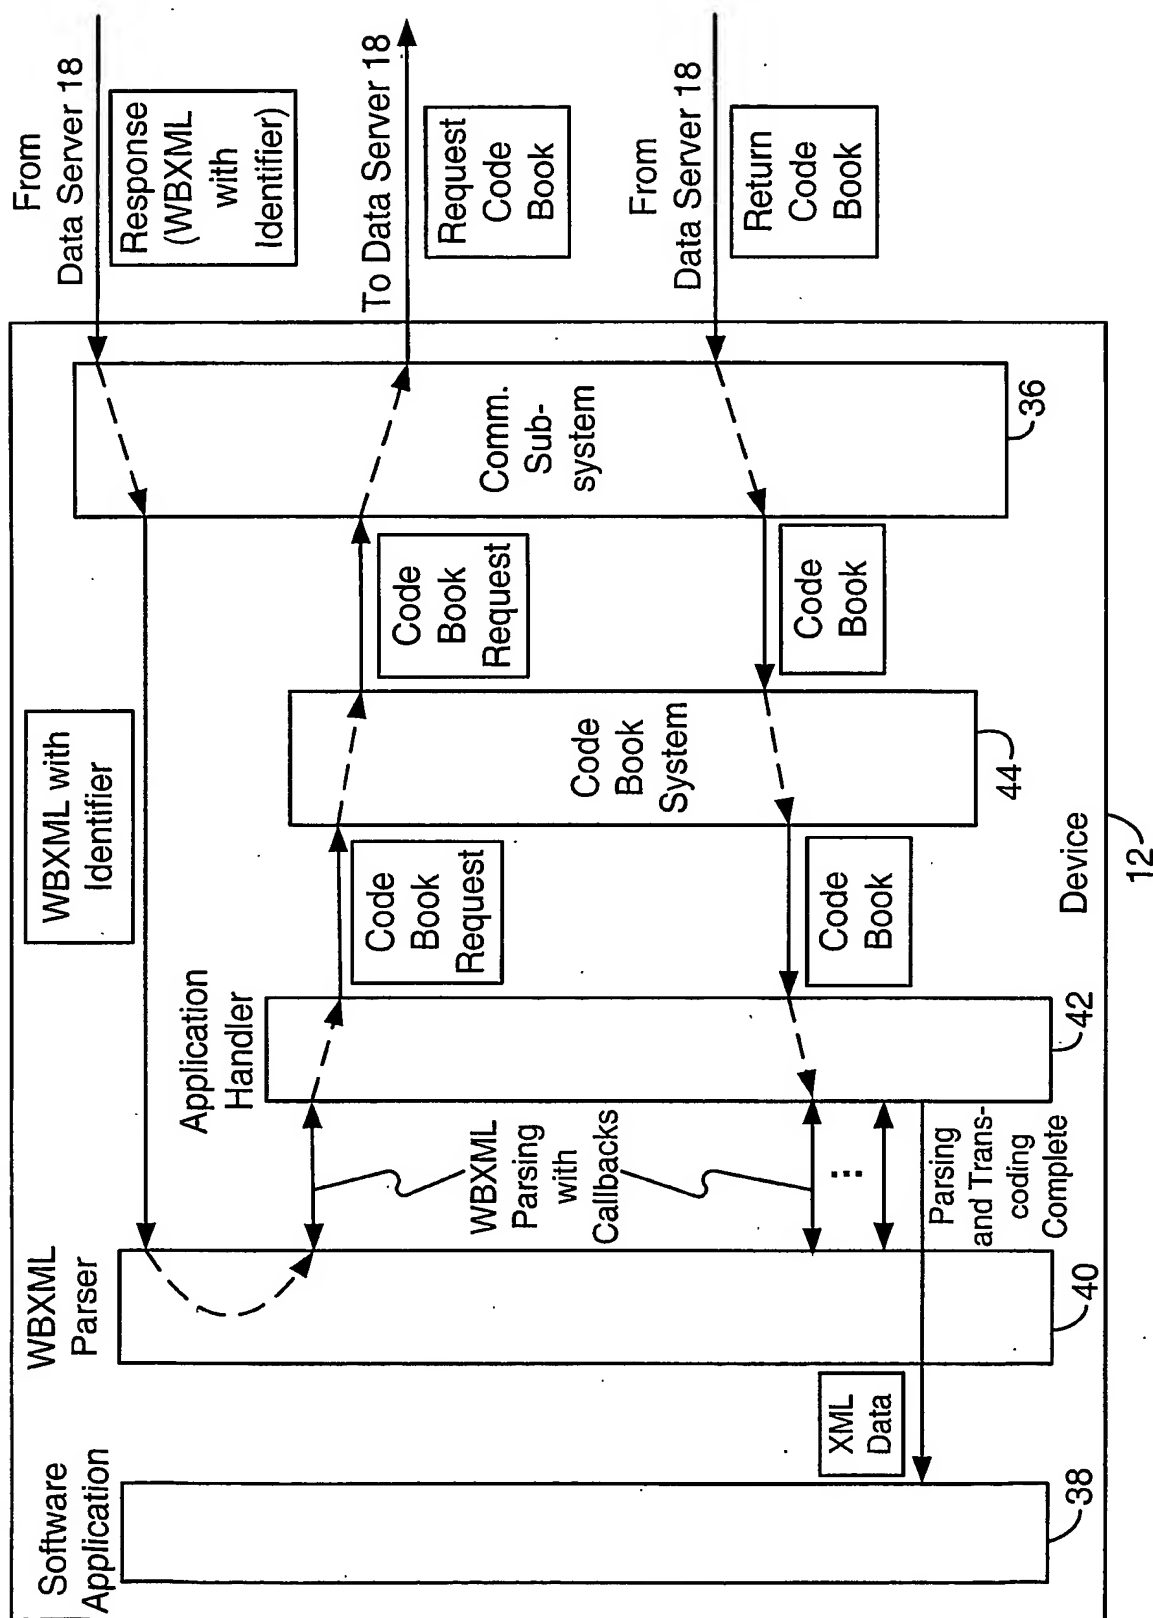 From
Data Server 18
Response
(WBXML
with
Identifier)
To Data Server 18
Request
Code
Book
From
Data Server 18
Return
Code
Book
Comm.
Sub-
system
36
WBXML with
Identifier
Code
Book
Request
Code
Book
Code
Book
System
44
Code
Book
Request
Code
Book
Device
12
Application
Handler
42
WBXML
Parsing
with
Callbacks
...
Parsing
and Trans-
coding
Complete
WBXML
Parser
40
XML
Data
Software
Application
38